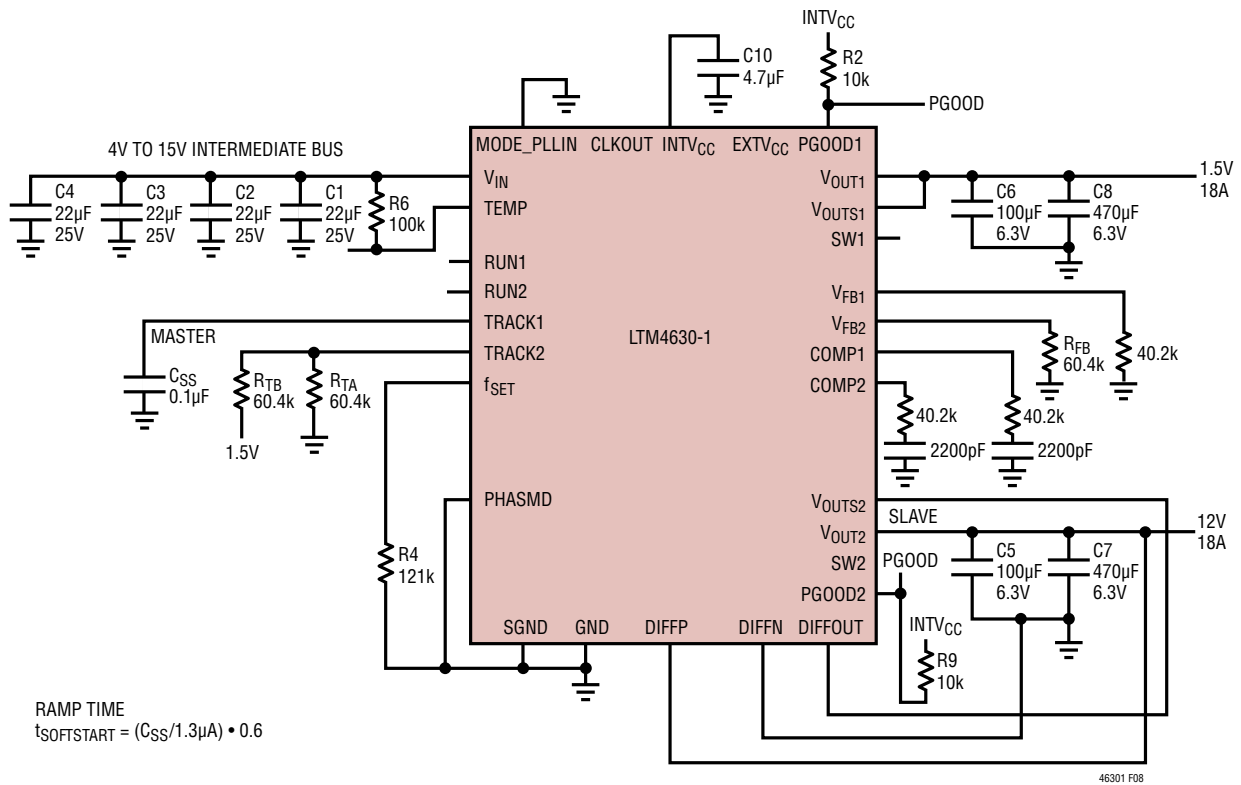 INTVCC
C10
4.7µF
R2
10k
PGOOD
MODE_PLLIN CLKOUT INTVCC EXTVCC PGOOD1
4V TO 15V INTERMEDIATE BUS
C4
22µF
25V
C3
22µF
25V
C2
22µF
25V
C1
22µF
25V
R6
100k
VIN
TEMP
RUN1
RUN2
TRACK1
TRACK2
fSET
PHASMD
MASTER
CSS
0.1µF
RTB
60.4k
RTA
60.4k
1.5V
R4
121k
LTM4630-1
VOUT1
VOUTS1
SW1
VFB1
VFB2
COMP1
COMP2
VOUTS2
VOUT2
SW2
PGOOD2
1.5V
18A
C6
100µF
6.3V
C8
470µF
6.3V
RFB
60.4k
40.2k
40.2k
40.2k
2200pF
2200pF
SLAVE
12V
18A
PGOOD
C5
100µF
6.3V
C7
470µF
6.3V
SGND GND DIFFP DIFFN DIFFOUT
INTVCC
R9
10k
RAMP TIME
tSOFTSTART = (CSS/1.3µA) • 0.6
46301 F08